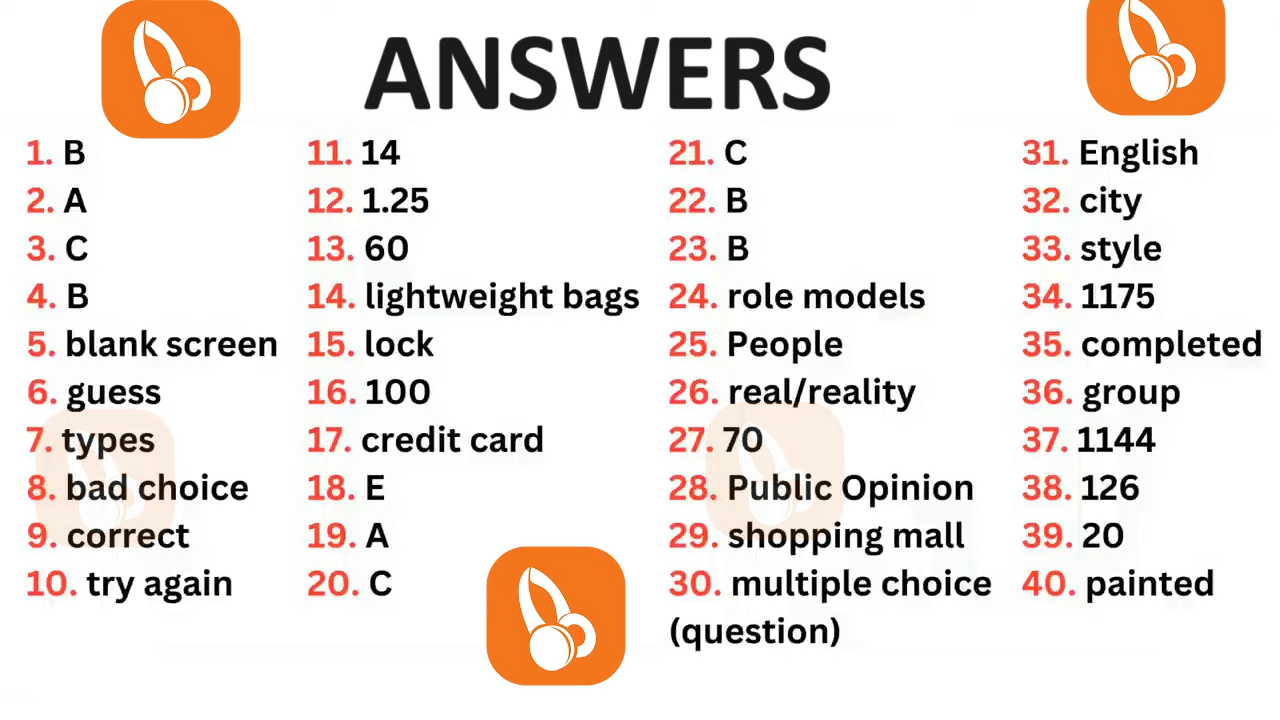 ANSWERS
1. B
2. A
3. C
4. B
5. blank screen
6. guess
7. types
8. bad choice
9. correct
10. try again
11. 14
12. 1.25
13. 60
14. lightweight bags
15. lock
16. 100
17. credit card
18. E
19. A
20. C
21. C
22. B
23. B
24. role models
25. People
26. real/reality
27. 70
28. Public Opinion
29. shopping mall
30. multiple choice
(question)
31. English
32. city
33. style
34. 1175
35. completed
36. group
37. 1144
38. 126
39. 20
40. painted